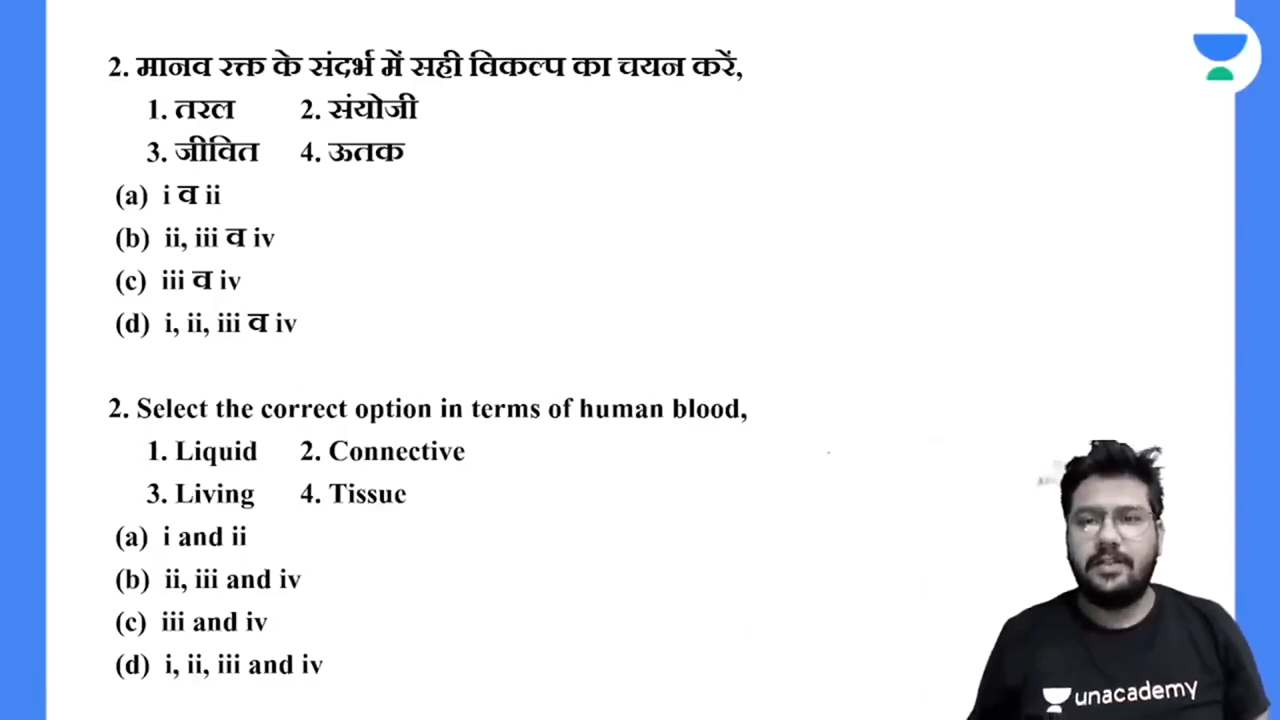 2. मानव रक्त के संदर्भ में सही विकल्प का चयन करें,
1. तरल 2. संयोजी
3. जीवित 4. ऊतक
(a) i व ii
(b) ii, iii व iv
(c) iii व iv
(d) i, ii, iii व iv
2. Select the correct option in terms of human blood,
1. Liquid 2. Connective
3. Living 4. Tissue
(a) i and ii
(b) ii, iii and iv
(c) iii and iv
(d) i, ii, iii and iv
unacademy